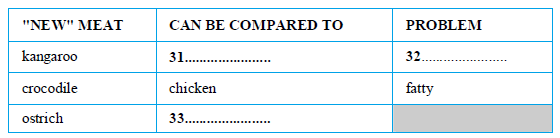 "NEW" MEAT CAN BE COMPARED TO PROBLEM
kangaroo 31....................... 32.......................
crocodile chicken fatty
ostrich 33.......................